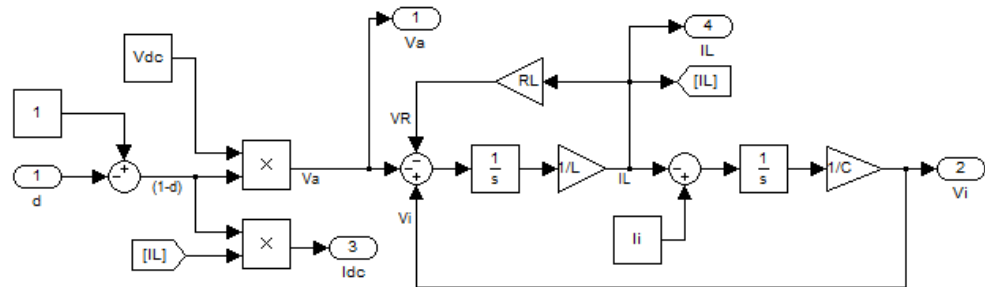 1
Va
4
IL
Vdc
RL
[IL]
1
VR
×
1
s
1/L
1
s
1/C
1
d
(1-d)
Va
IL
2
Vi
Vi
[IL]
×
3
Idc
Ii